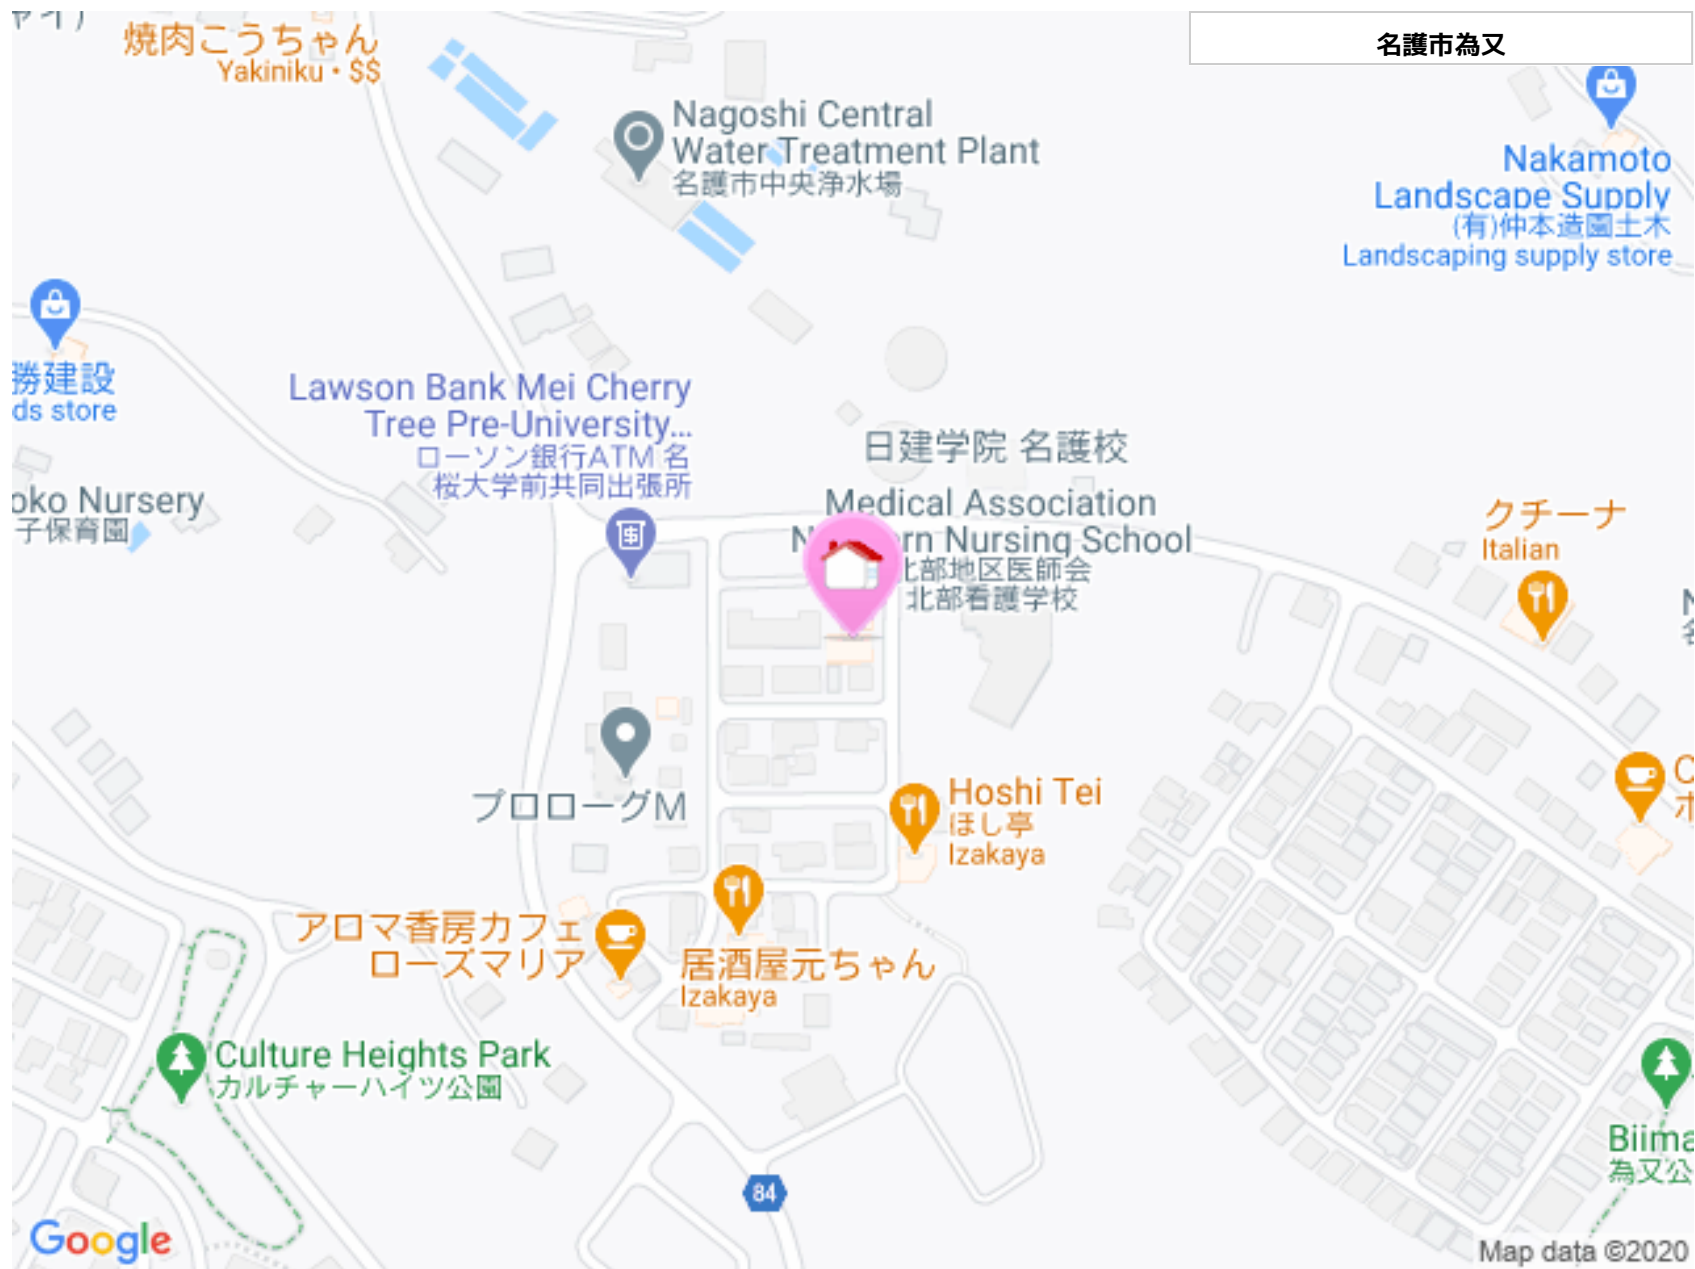 名護市為又
焼肉こうちゃん
Yakiniku • $$
Nagoshi Central
Water Treatment Plant
名護市中央浄水場
Nakamoto
Landscape Supply
(有)仲本造園土木
Landscaping supply store
勝建設
ds store
Lawson Bank Mei Cherry
Tree Pre-University...
ローソン銀行ATM 名
桜大学前共同出張所
日建学院 名護校
Medical Association
Nursing School
北部地区医師会
北部看護学校
oko Nursery
子保育園
クチーナ
Italian
プロローグM
Hoshi Tei
ほし亭
Izakaya
アロマ香房カフェ
ローズマリア
居酒屋元ちゃん
Izakaya
Culture Heights Park
カルチャーハイツ公園
Biima
為又公
84
Google
Map data ©2020